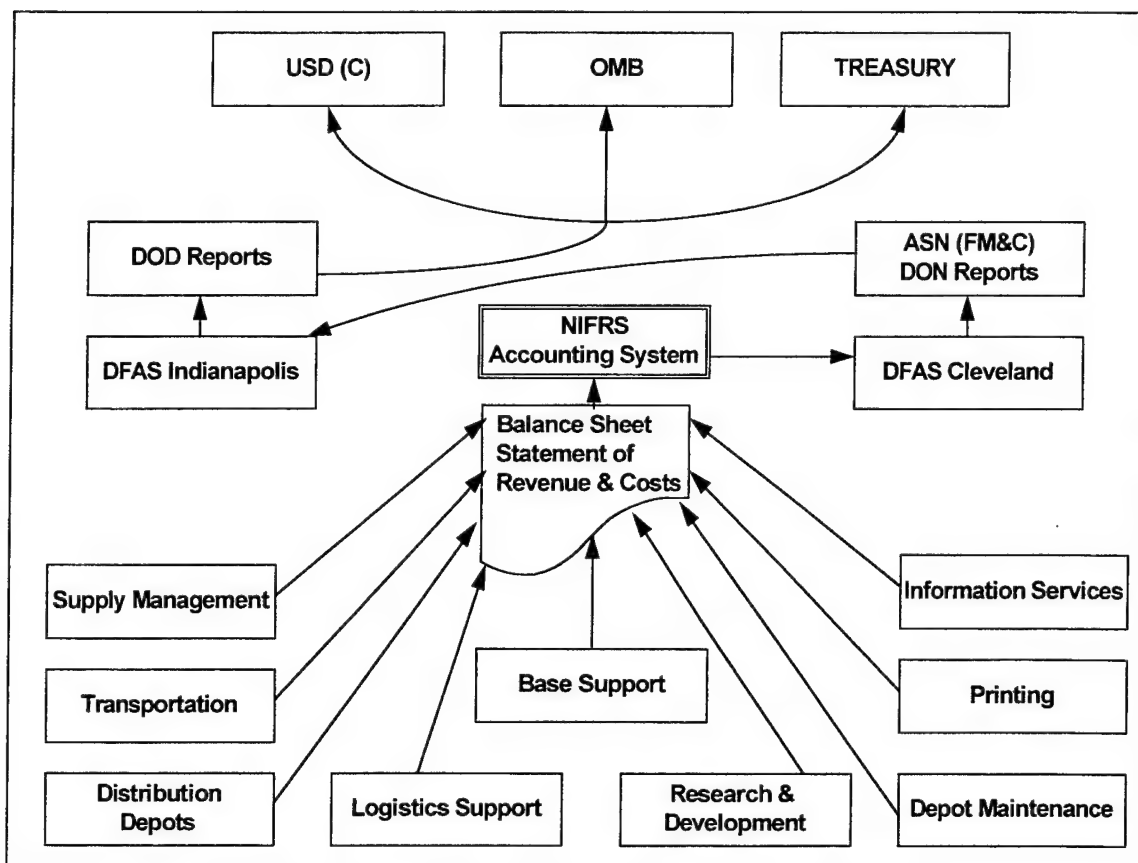 USD (C)
OMB
TREASURY
DOD Reports
ASN (FM&C)
DON Reports
NIFRS
Accounting System
DFAS Indianapolis
DFAS Cleveland
Balance Sheet
Statement of
Revenue & Costs
Supply Management
Information Services
Base Support
Transportation
Printing
Distribution
Depots
Logistics Support
Research &
Development
Depot Maintenance